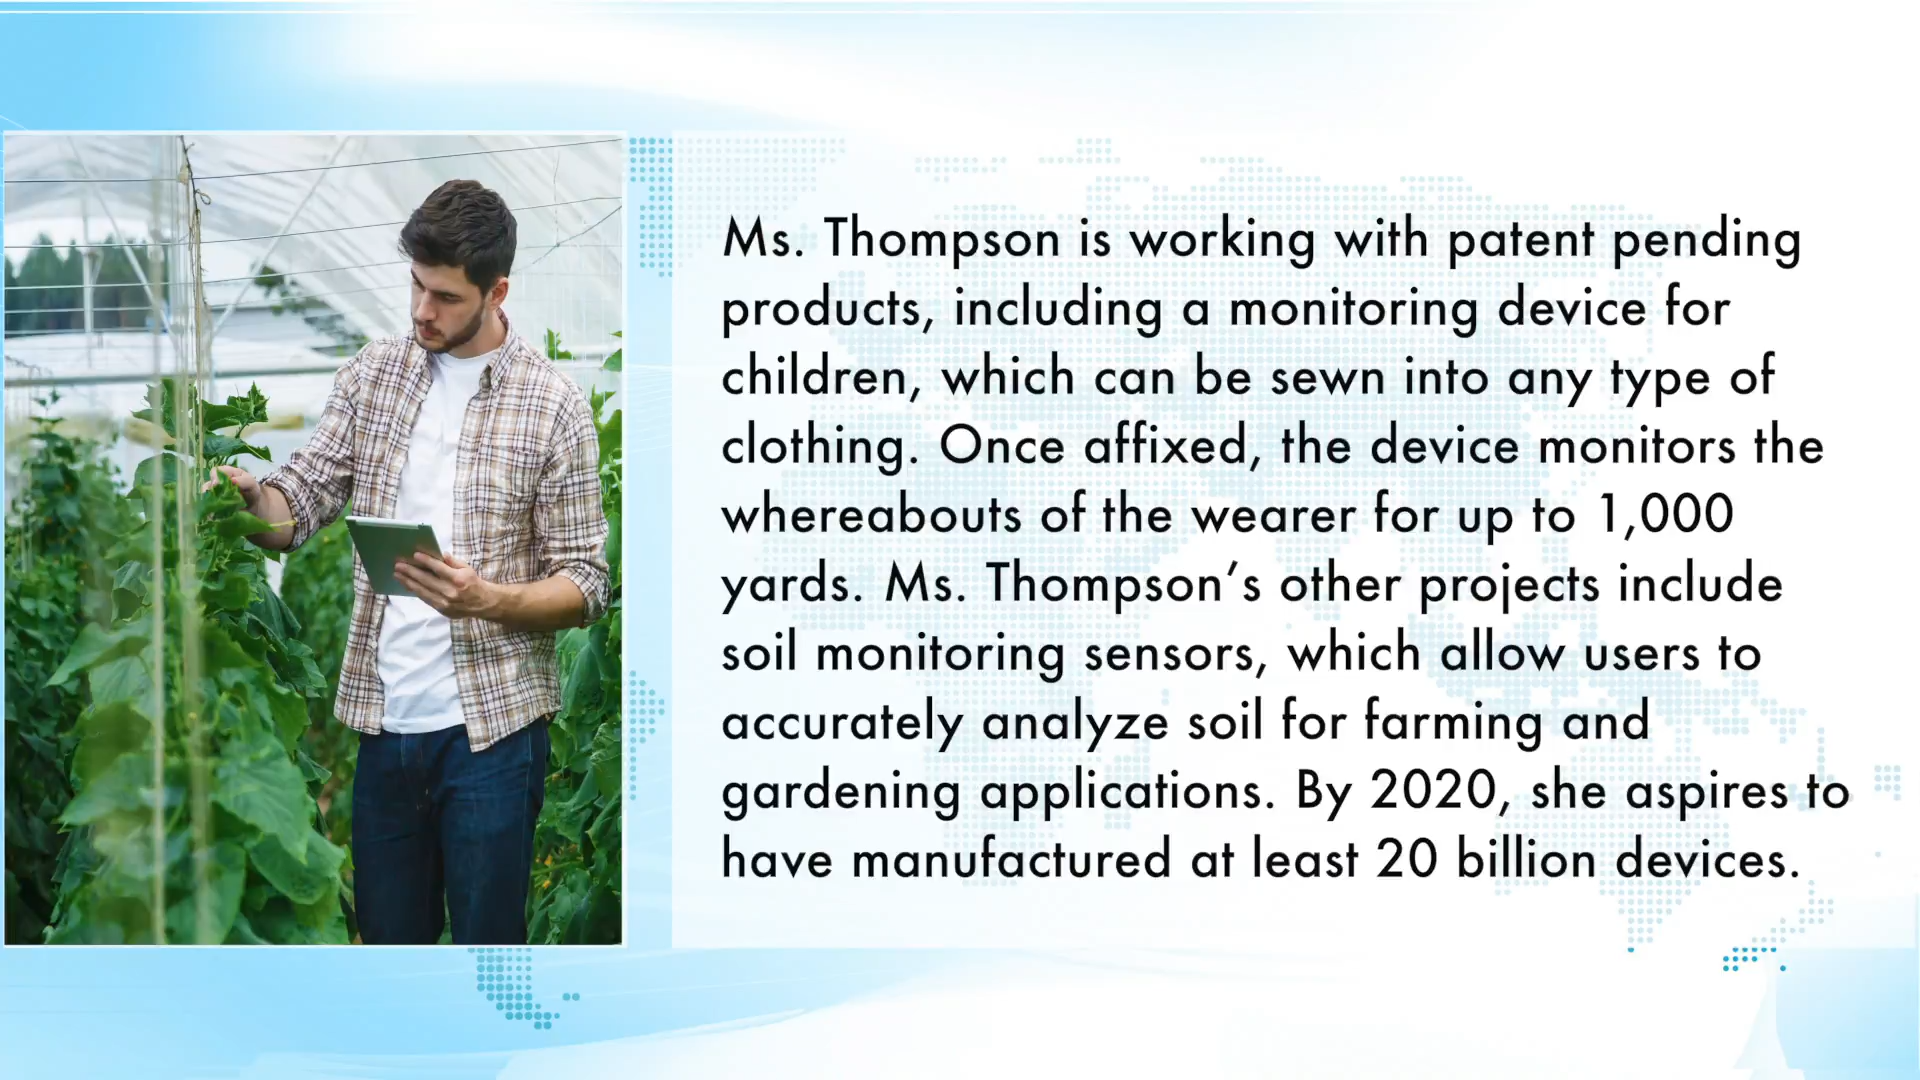 Ms. Thompson is working with patent pending
products, including a monitoring device for
children, which can be sewn into any type of
clothing. Once affixed, the device monitors the
whereabouts of the wearer for up to 1,000
yards. Ms. Thompson’s other projects include
soil monitoring sensors, which allow users to
accurately analyze soil for farming and
gardening applications. By 2020, she aspires to
have manufactured at least 20 billion devices.